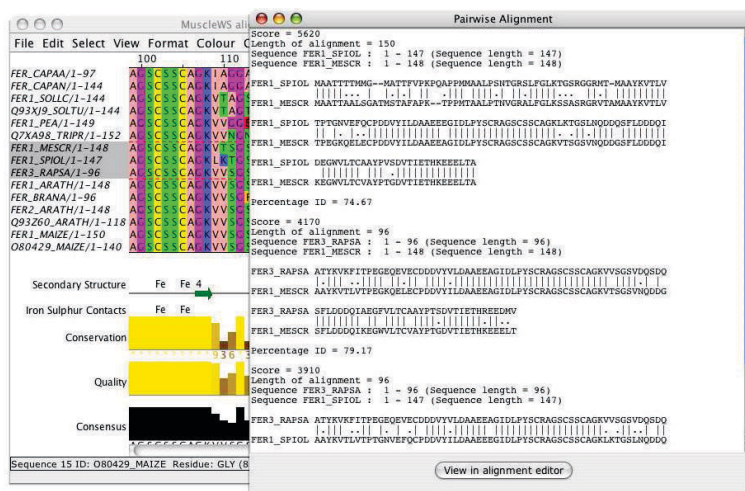 MuscleWS ali
File Edit Select View Format Colour C
100 110
FER_CAPAA/1-97
FER_CAPAN/1-144
FER1_SOLLC/1-144
Q93XJ9_SOLTU/1-144
FER1_PEA/1-149
Q7XA98_TRIPR/1-152
FER1_MESCR/1-148
FER1_SPIOL/1-147
FER3_RAPSA/1-96
FER1_ARATH/1-148
FER_BRANA/1-96
FER2_ARATH/1-148
Q93Z60_ARATH/1-118
FER1_MAIZE/1-150
O80429_MAIZE/1-140
Secondary Structure Fe Fe 4
Iron Sulphur Contacts Fe Fe
Conservation
9 3 6
Quality
Consensus
Sequence 15 ID: O80429_MAIZE Residue: GLY (8
Pairwise Alignment
Score = 5620
Length of alignment = 150
Sequence FER1_SPIOL : 1 - 147 (Sequence length = 147)
Sequence FER1_MESCR : 1 - 148 (Sequence length = 148)
FER1_SPIOL MAATTTTMMG--MATTFVPKPQAPPMMAALPSNTGRSLFGLKTGSRGGRMT-MAAYKVTLV
FER1_MESCR MAATTAALSGATMSTAFAPK--TPPMTAALPTNVGRALFGLKSSASRGRVTAMAAYKVTLV
FER1_SPIOL TPTGNVEFQCPDDVYILDAAEEEGIDLPYSCRAGSCSSCAGKLKTGSLNQDDQSFLDDDQI
FER1_MESCR TPEGKQELECPDDVYILDAAEEAGIDLPYSCRAGSCSSCAGKVTSGSVNQDDGSFLDDDQI
FER1_SPIOL DEGWVLTCAAYPVSDVTIETHKEEELTA
FER1_MESCR KEGWVLTCVAYPTGDVTIETHKEEELTA
Percentage ID = 74.67
Score = 4170
Length of alignment = 96
Sequence FER3_RAPSA : 1 - 96 (Sequence length = 96)
Sequence FER1_MESCR : 1 - 148 (Sequence length = 148)
FER3_RAPSA ATYKVKFITPEGEQEVECDDDVYVLDAAEEAGIDLPYSCRAGSCSSCAGKVVSGSVDQSDQ
FER1_MESCR AAYKVTLVTPEGKQELECPDDVYILDAAEEAGIDLPYSCRAGSCSSCAGKVTSGSVNQDDG
FER3_RAPSA SFLDDDQIAEGFVLTCAAYPTSDVTIETHREEDMV
FER1_MESCR SFLDDDQIKEGWVLTCVAYPTGDVTIETHKEEELT
Percentage ID = 79.17
Score = 3910
Length of alignment = 96
Sequence FER3_RAPSA : 1 - 96 (Sequence length = 96)
Sequence FER1_SPIOL : 1 - 147 (Sequence length = 147)
FER3_RAPSA ATYKVKFITPEGEQEVECDDDVYVLDAAEEAGIDLPYSCRAGSCSSCAGKVVSGSVDQSDQ
FER1_SPIOL AAYKVTLVTPTGNVEFQCPDDVYILDAAEEEGIDLPYSCRAGSCSSCAGKLKTGSLNQDDQ
View in alignment editor